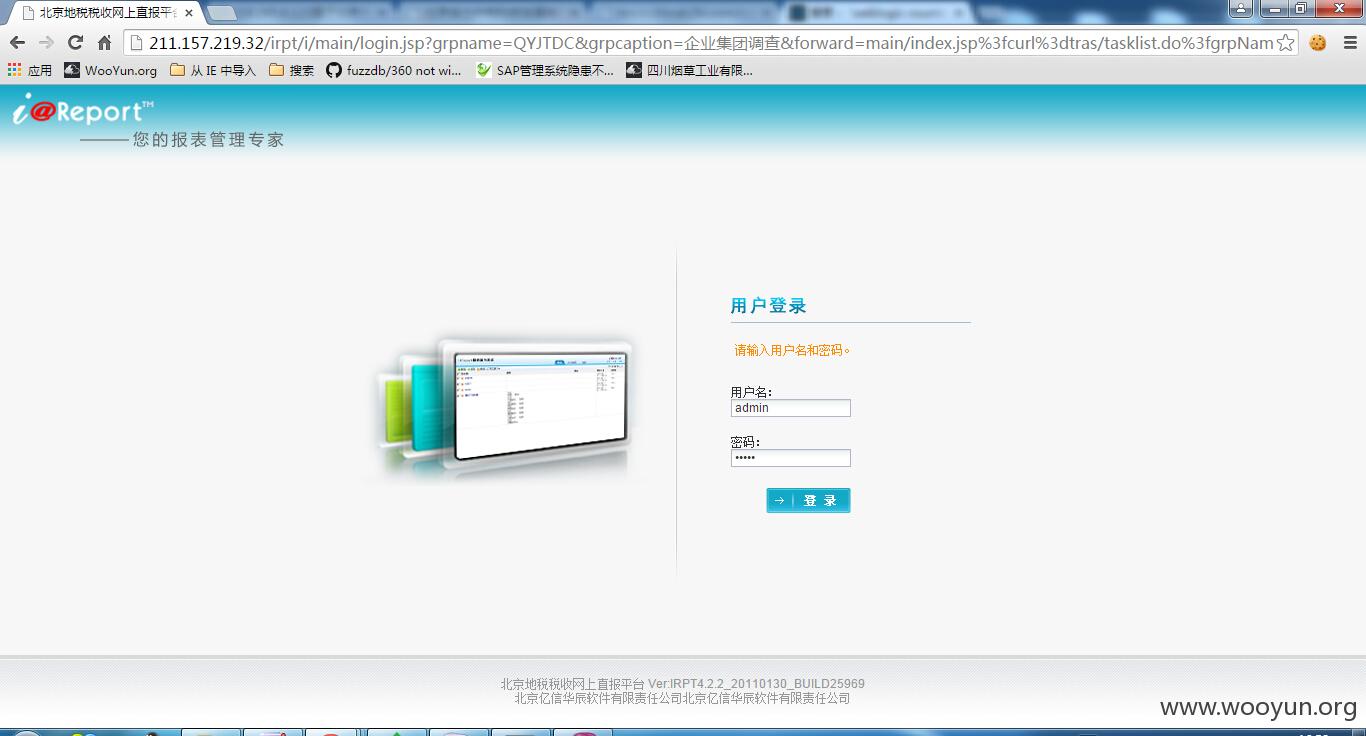 北京地税税收网上直报平台
211.157.219.32/irpt/i/main/login.jsp?grpname=QYJTDC&grpcaption=企业集团调查&forward=main/index.jsp%3fcurl%3dtras/tasklist.do%3fgrpNam
应用 WooYun.org 从 IE 中导入 搜索 fuzzdb/360 not wi... SAP管理系统隐患不... 四川烟草工业有限...
i@Report™
您的报表管理专家
用户登录
请输入用户名和密码。
用户名:
admin
密码:
•••••
登 录
北京地税税收网上直报平台 Ver:IRPT4.2.2_20110130_BUILD25969
北京亿信华辰软件有限责任公司北京亿信华辰软件有限责任公司
www.wooyun.org